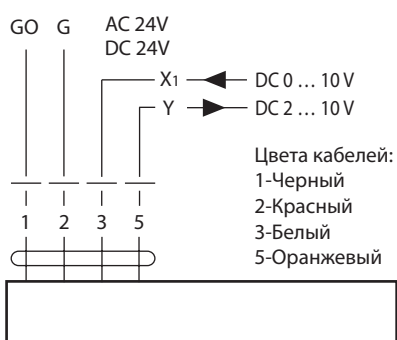 GO G AC 24V
DC 24V
X1 DC 0 … 10 V
Y DC 2 … 10 V
Цвета кабелей:
1-Черный
2-Красный
3-Белый
5-Оранжевый
1 2 3 5